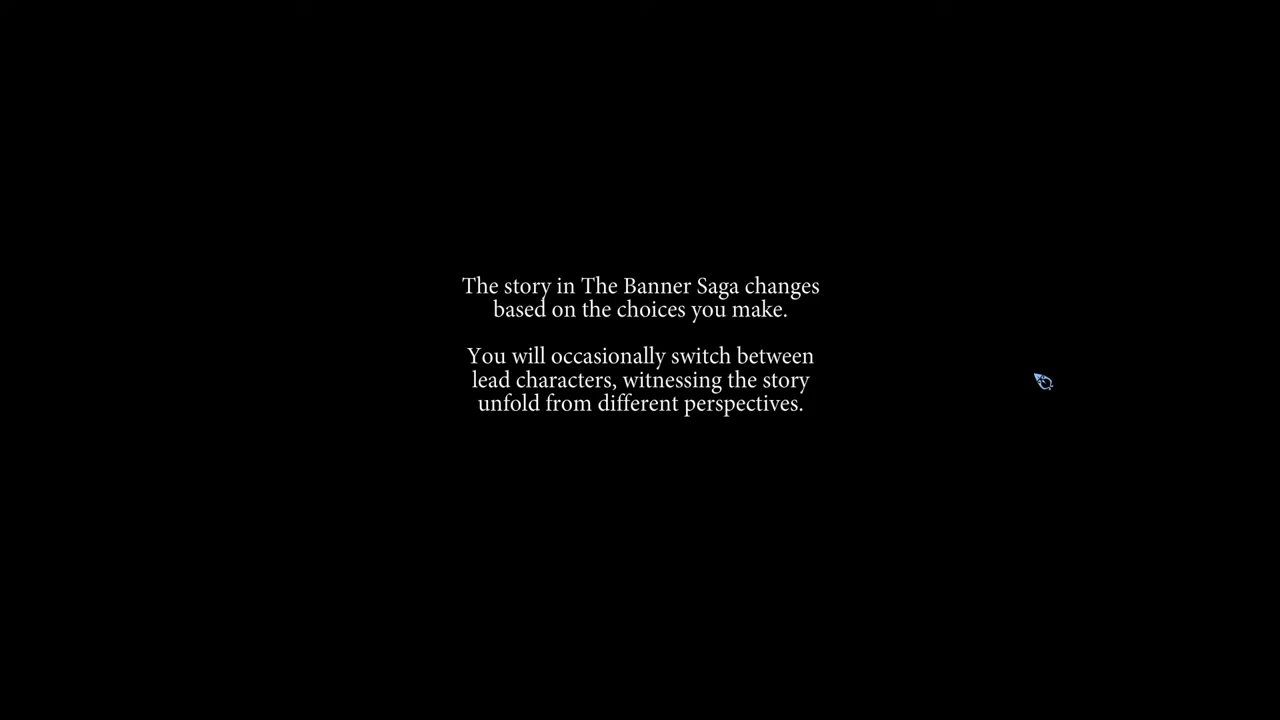 The story in The Banner Saga changes
based on the choices you make.
You will occasionally switch between
lead characters, witnessing the story
unfold from different perspectives.